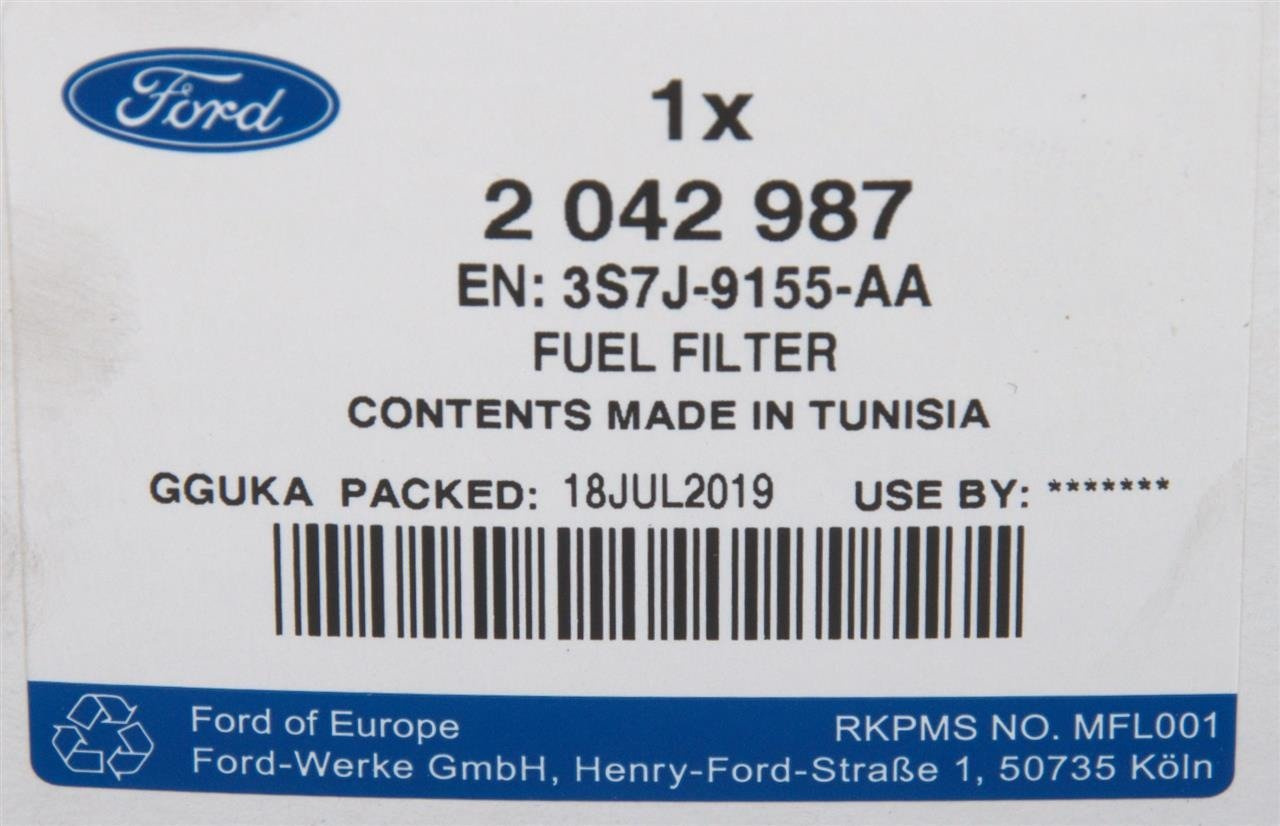 Ford
1x
2 042 987
EN: 3S7J-9155-AA
FUEL FILTER
CONTENTS MADE IN TUNISIA
GGUKA PACKED: 18JUL2019 USE BY: *******
Ford of Europe RKPMS NO. MFL001
Ford-Werke GmbH, Henry-Ford-Straße 1, 50735 Köln